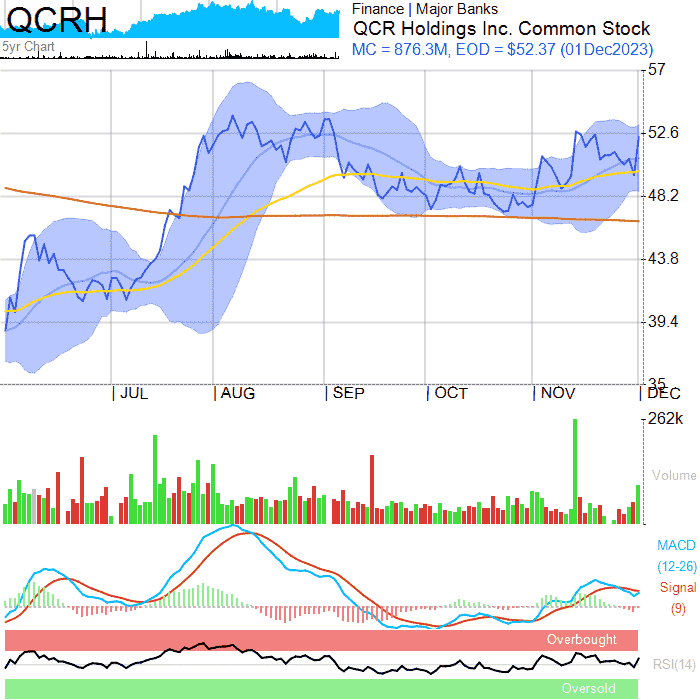 QCRH
5yr Chart
Finance | Major Banks
QCR Holdings Inc. Common Stock
MC = 876.3M, EOD = $52.37 (01Dec2023)
57
52.6
48.2
43.8
39.4
35
JUL
AUG
SEP
OCT
NOV
DEC
262k
Volume
MACD
(12-26)
Signal
(9)
Overbought
RSI(14)
Oversold